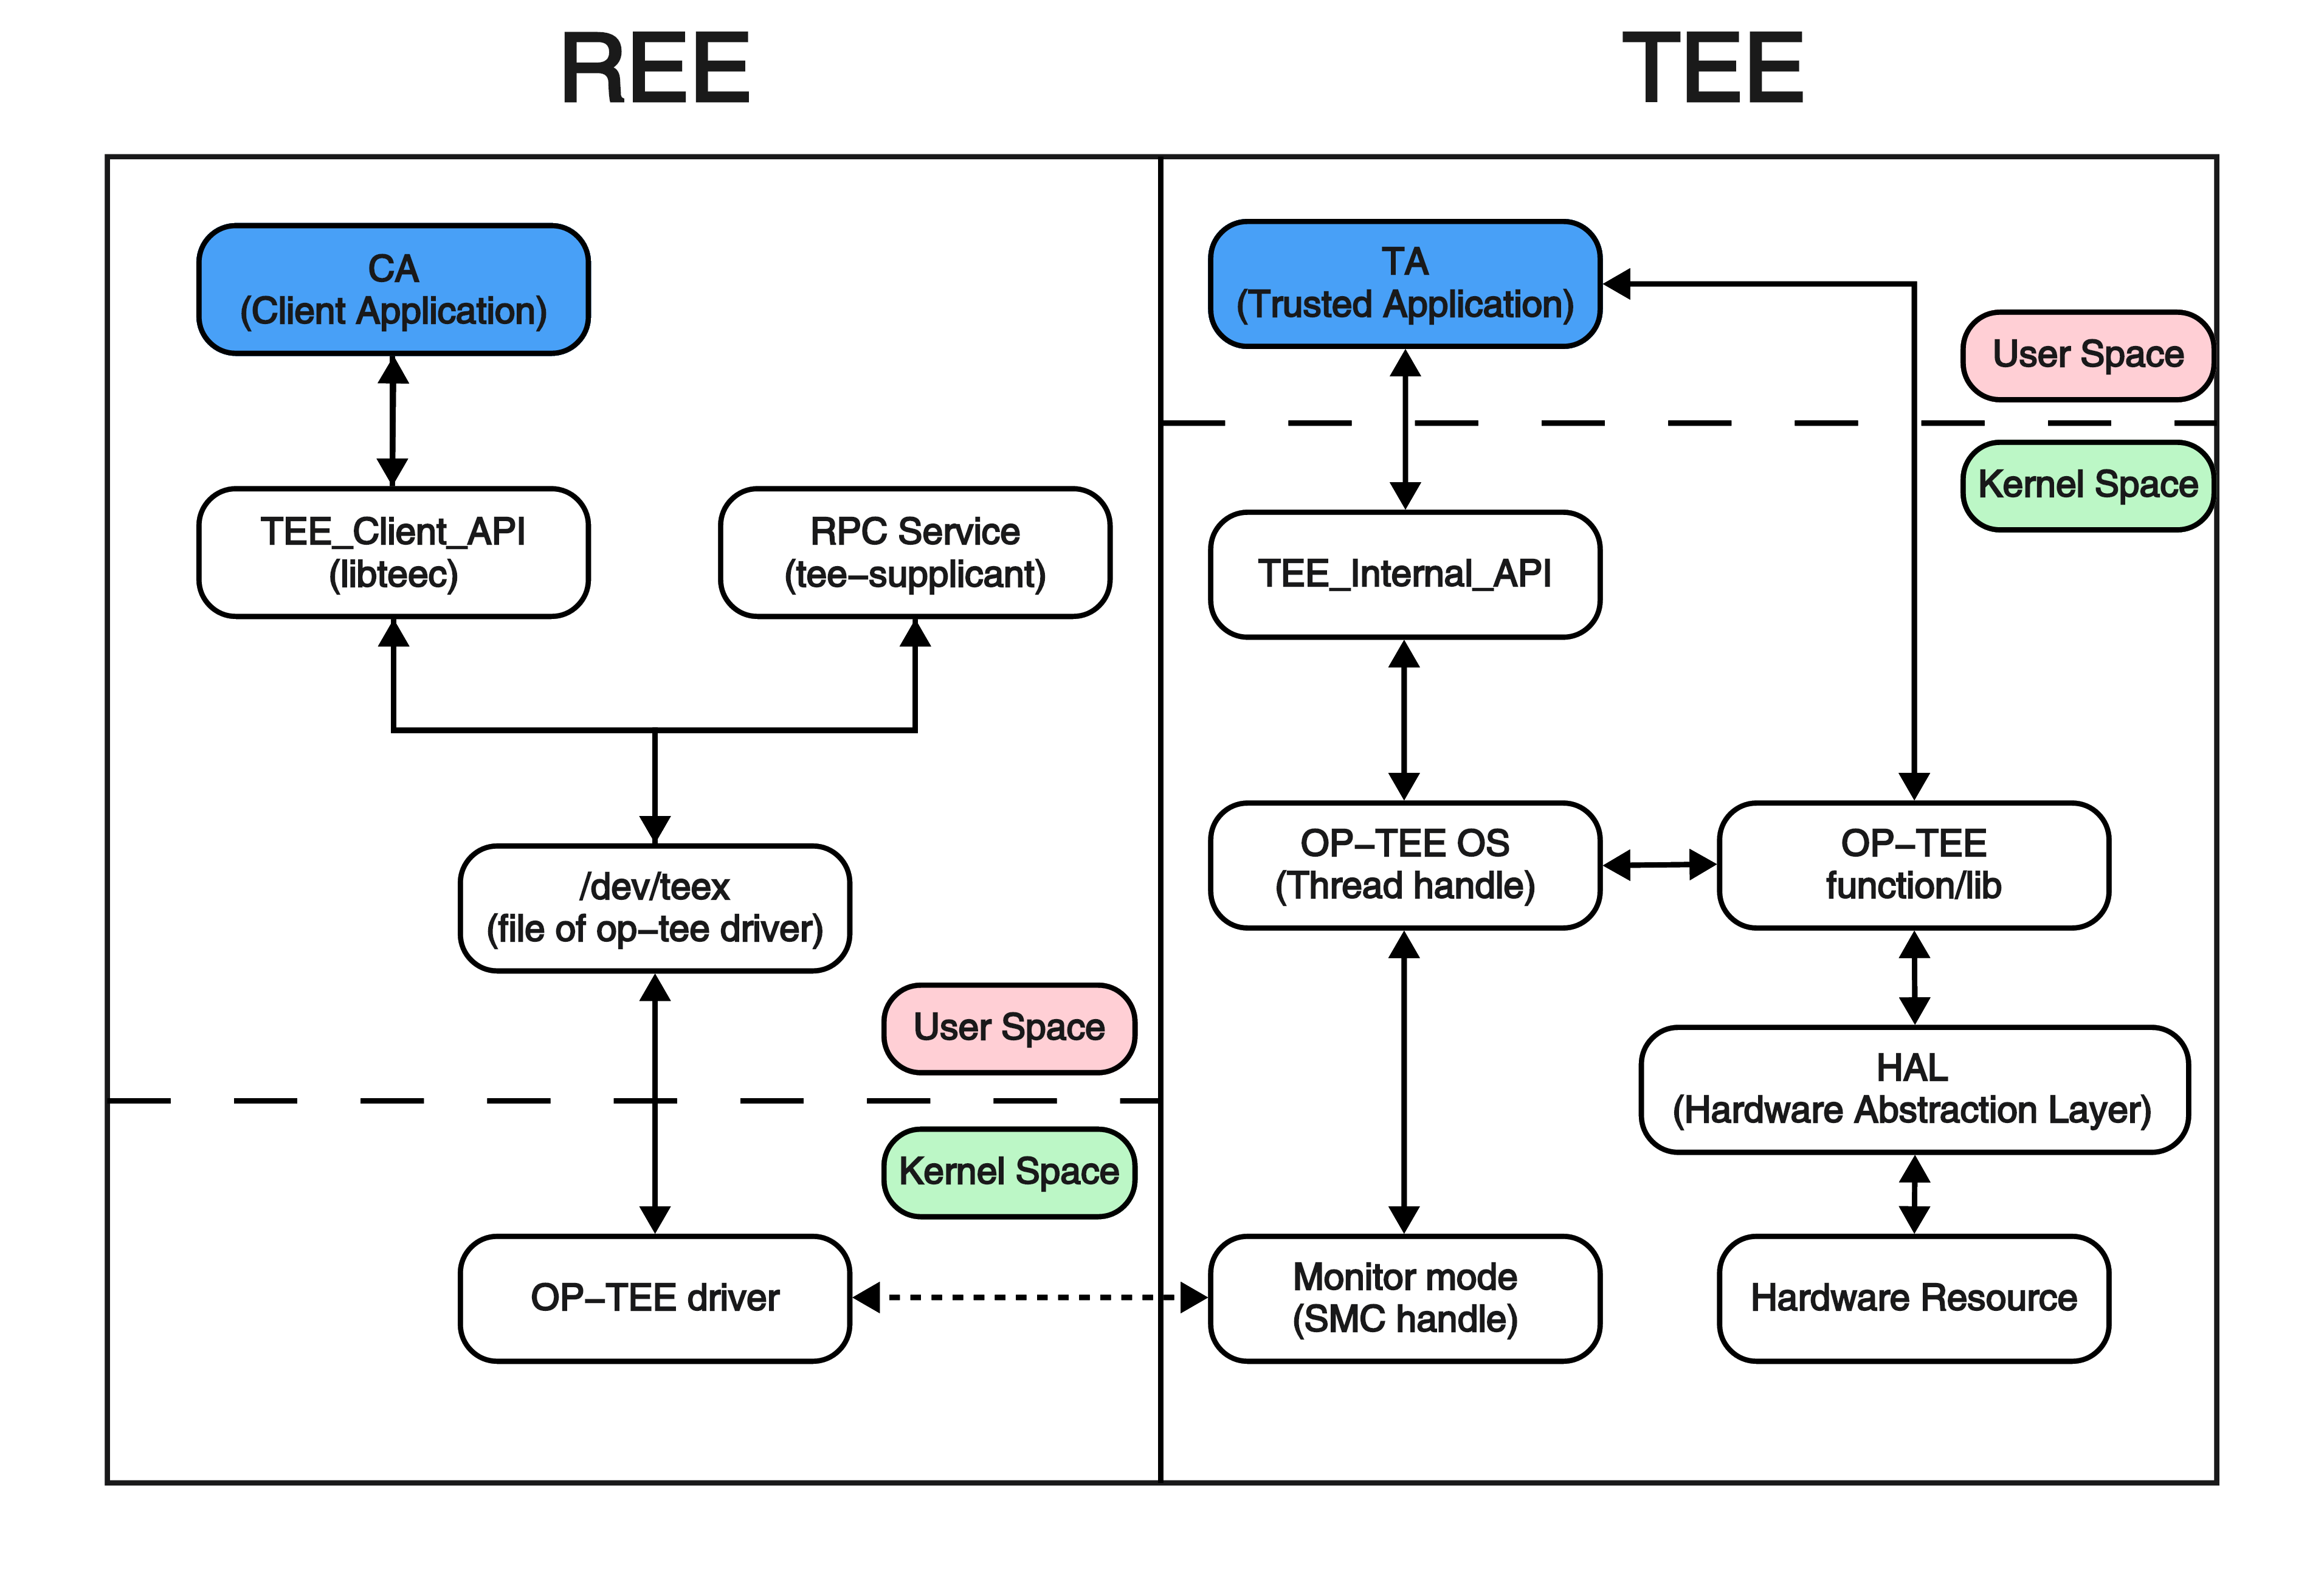 REE
TEE
CA
(Client Application)
TEE_Client_API
(libteec)
RPC Service
(tee-supplicant)
/dev/teex
(file of op-tee driver)
User Space
Kernel Space
OP-TEE driver
TA
(Trusted Application)
User Space
Kernel Space
TEE_Internal_API
OP-TEE OS
(Thread handle)
OP-TEE
function/lib
HAL
(Hardware Abstraction Layer)
Monitor mode
(SMC handle)
Hardware Resource